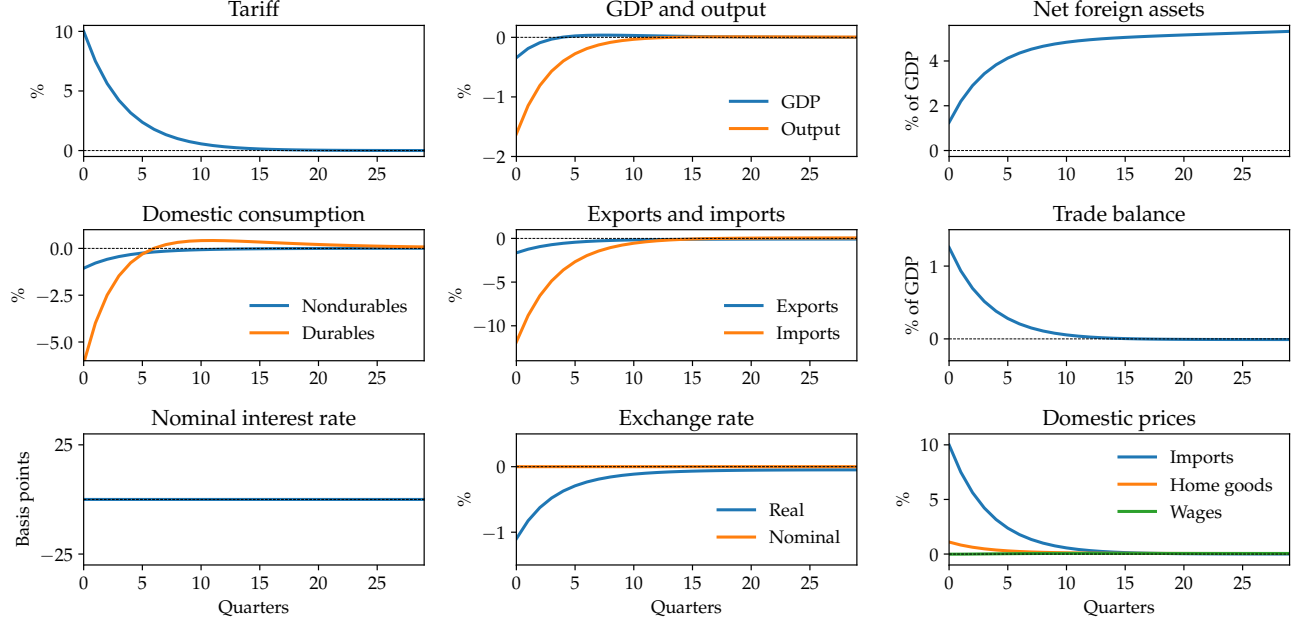 Tariff
%
10
5
0
0 5 10 15 20 25
GDP and output
%
0
−1
−2
GDP
Output
0 5 10 15 20 25
Net foreign assets
% of GDP
4
2
0
0 5 10 15 20 25
Domestic consumption
%
0.0
−2.5
−5.0
Nondurables
Durables
0 5 10 15 20 25
Exports and imports
%
0
−5
−10
Exports
Imports
0 5 10 15 20 25
Trade balance
% of GDP
1
0
0 5 10 15 20 25
Nominal interest rate
Basis points
25
−25
0 5 10 15 20 25
Quarters
Exchange rate
%
0
−1
Real
Nominal
0 5 10 15 20 25
Quarters
Domestic prices
%
10
5
0
Imports
Home goods
Wages
0 5 10 15 20 25
Quarters